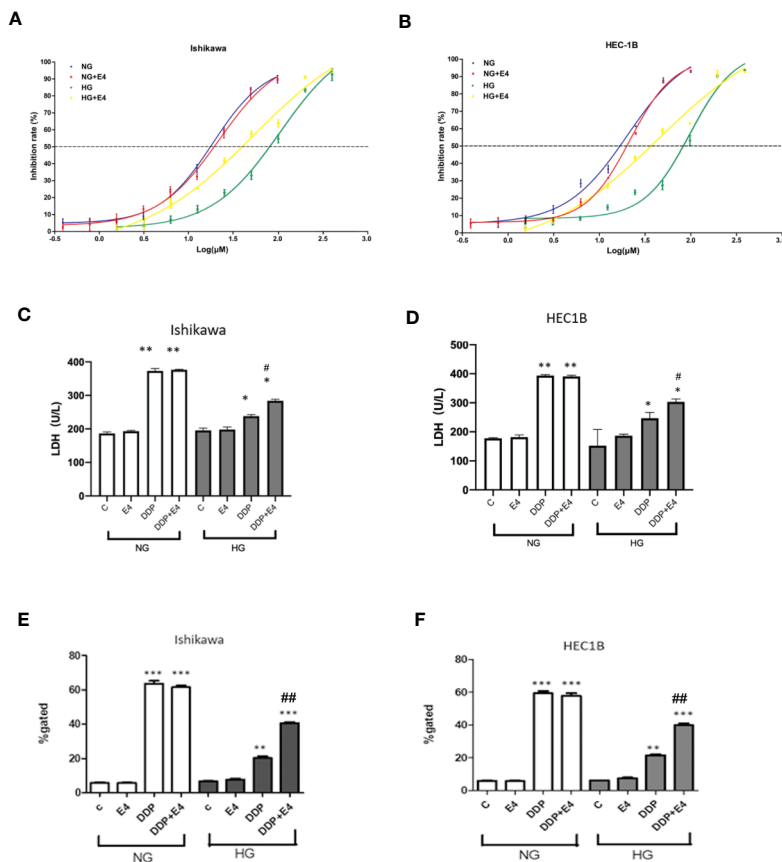 A
B
Ishikawa
HEC-1B
NG
NG+E4
HG
HG+E4
NG
NG+E4
HG
HG+E4
Inhibition rate (%)
100
90
80
70
60
50
40
30
20
10
0
-0.5 0.0 0.5 1.0 1.5 2.0 2.5 3.0
Log(μM)
Inhibition rate (%)
100
90
80
70
60
50
40
30
20
10
0
-0.5 0.0 0.5 1.0 1.5 2.0 2.5 3.0
Log(μM)
C
Ishikawa
LDH (U/L)
400
300
200
100
0
** ** * # *
C E4 DDP DDP+E4 C E4 DDP DDP+E4
NG HG
D
HEC1B
LDH (U/L)
500
400
300
200
100
0
** ** * # *
C E4 DDP DDP+E4 C E4 DDP DDP+E4
NG HG
E
Ishikawa
%gated
80
60
40
20
0
*** *** ** ## ***
c E4 DDP DDP+E4 C E4 DDP DDP+E4
NG HG
F
HEC1B
%gated
80
60
40
20
0
*** *** ** ## ***
C E4 DDP DDP+E4 C E4 DDP DDP+E4
NG HG